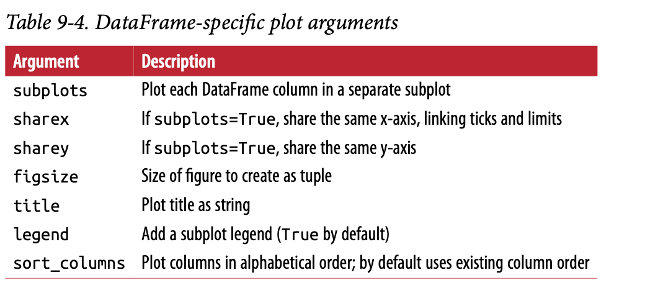 Table 9-4. DataFrame-specific plot arguments
Argument Description
subplots Plot each DataFrame column in a separate subplot
sharex If subplots=True, share the same x-axis, linking ticks and limits
sharey If subplots=True, share the same y-axis
figsize Size of figure to create as tuple
title Plot title as string
legend Add a subplot legend (True by default)
sort_columns Plot columns in alphabetical order; by default uses existing column order